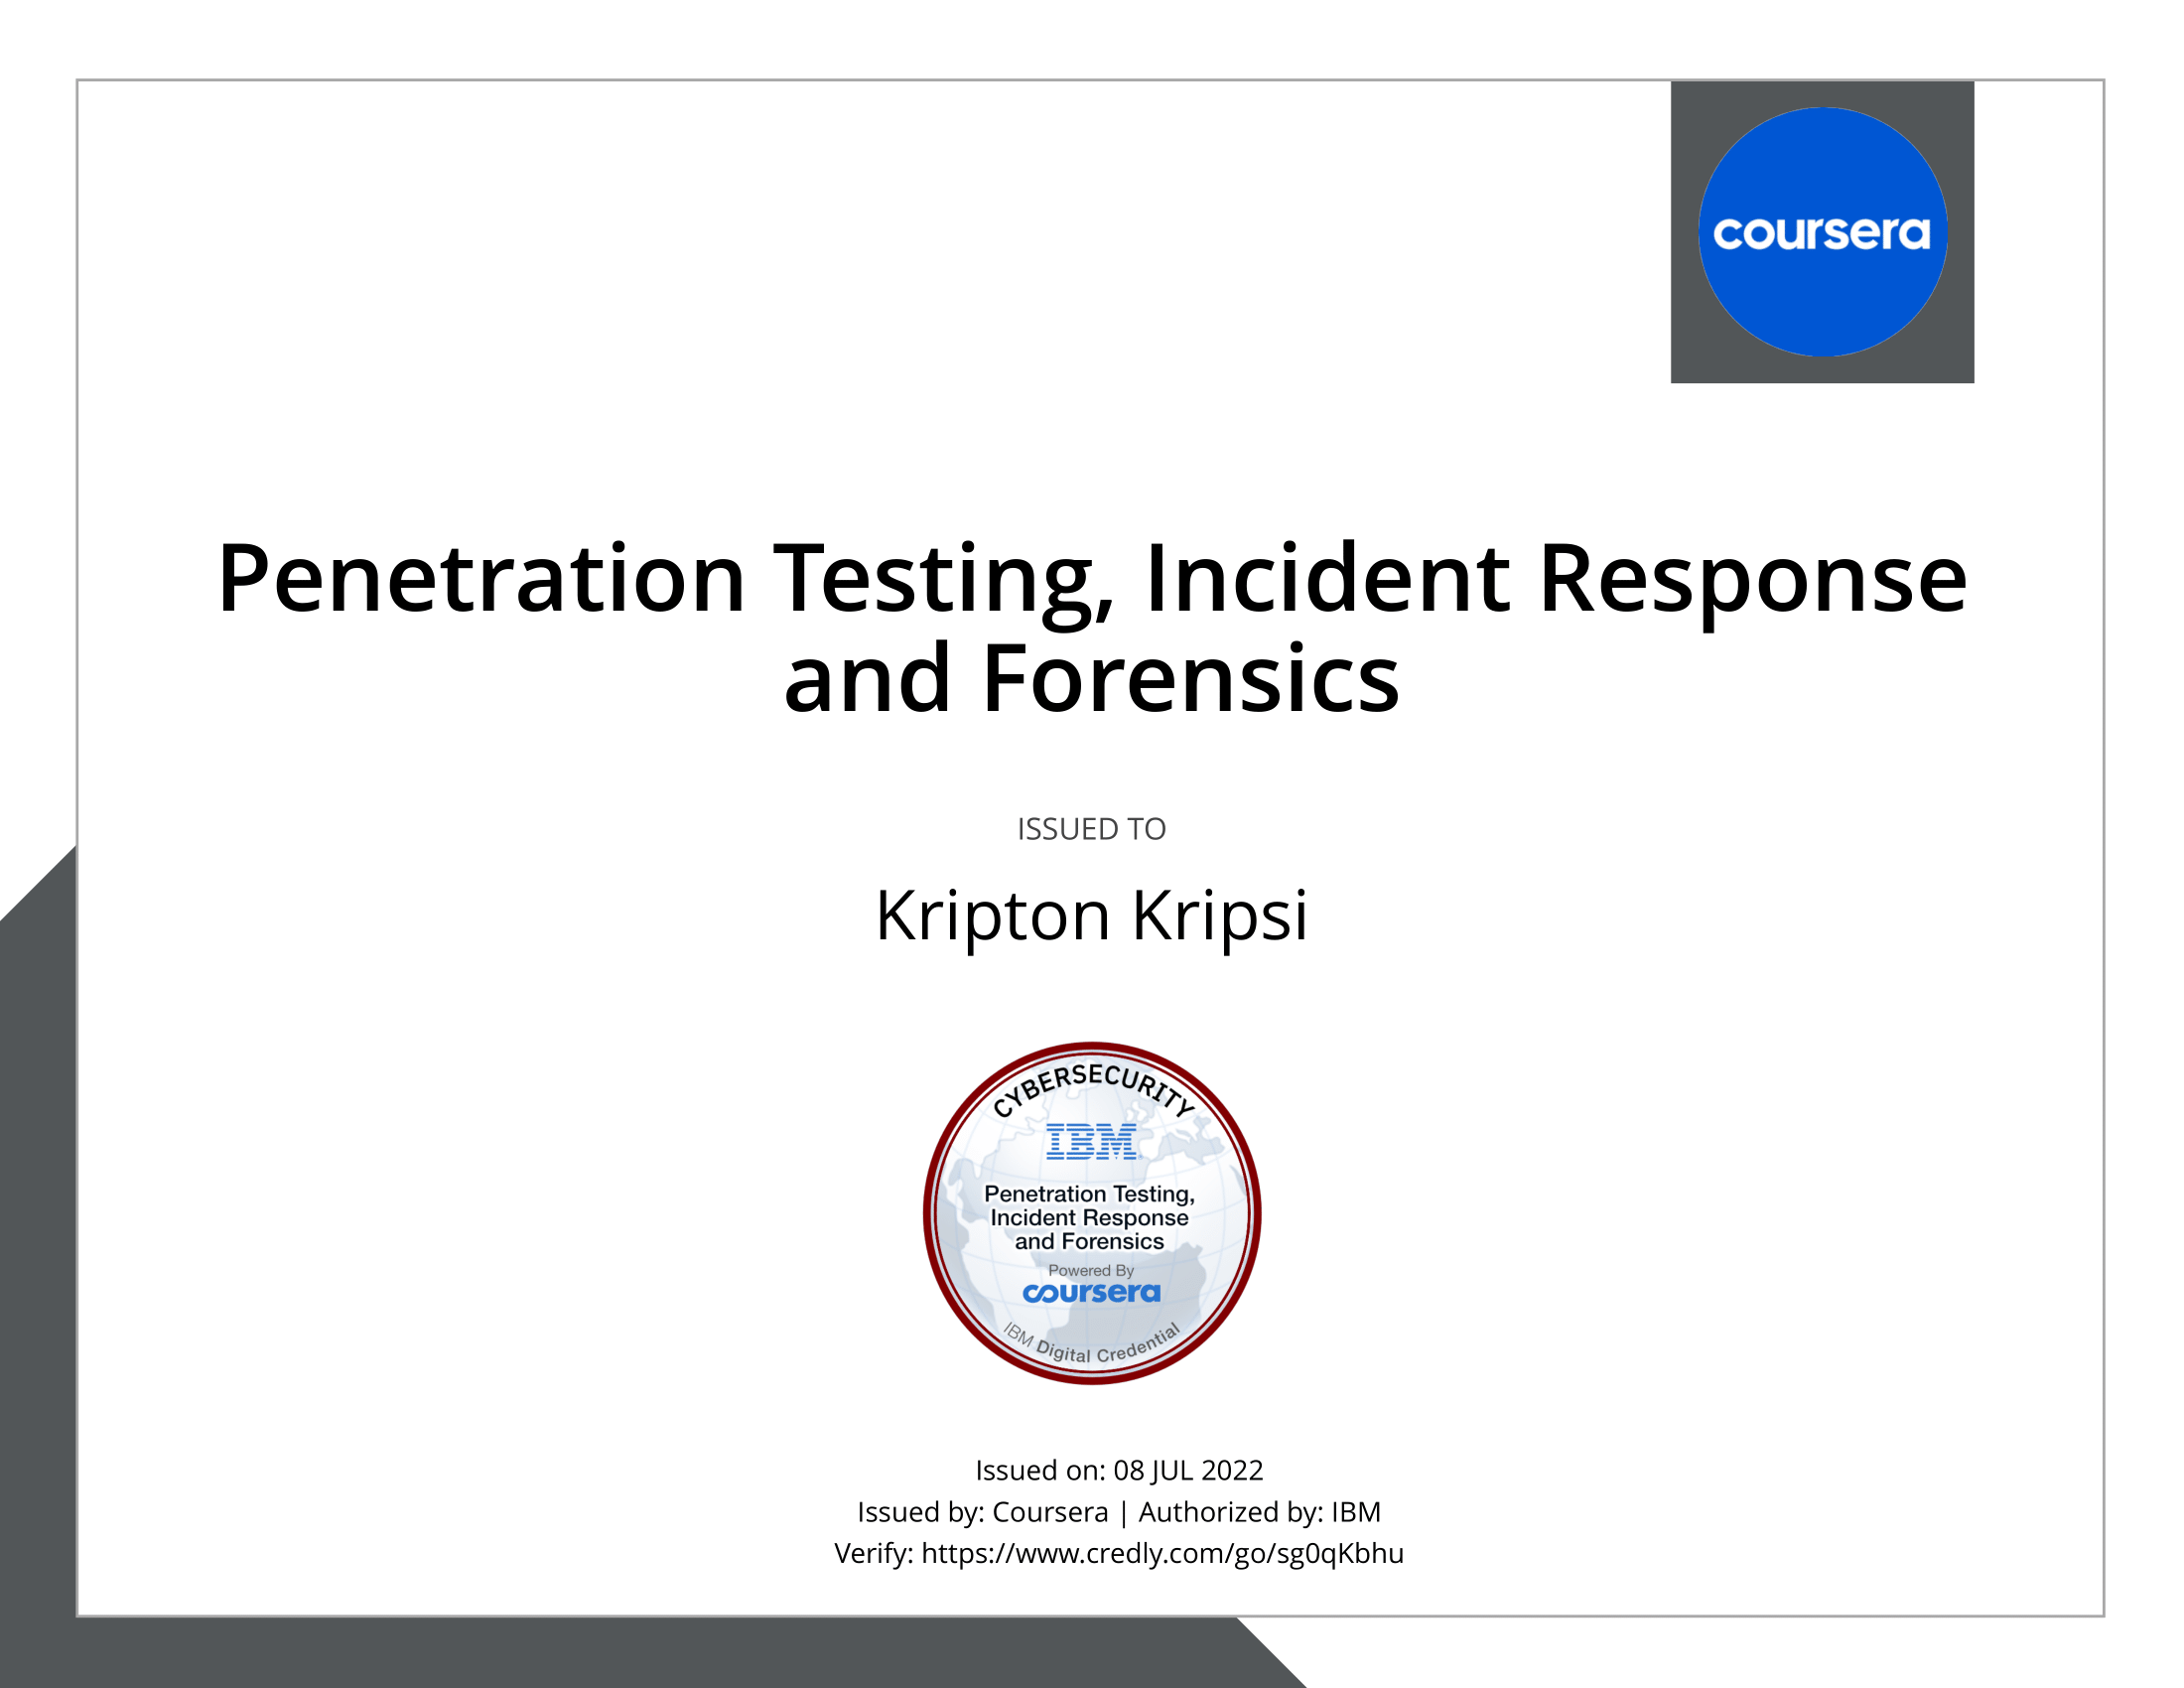 coursera
Penetration Testing, Incident Response
and Forensics
ISSUED TO
Kripton Kripsi
CYBERSECURITY
IBM
Penetration Testing,
Incident Response
and Forensics
Powered By
coursera
IBM Digital Credential
Issued on: 08 JUL 2022
Issued by: Coursera | Authorized by: IBM
Verify: https://www.credly.com/go/sg0qKbhu